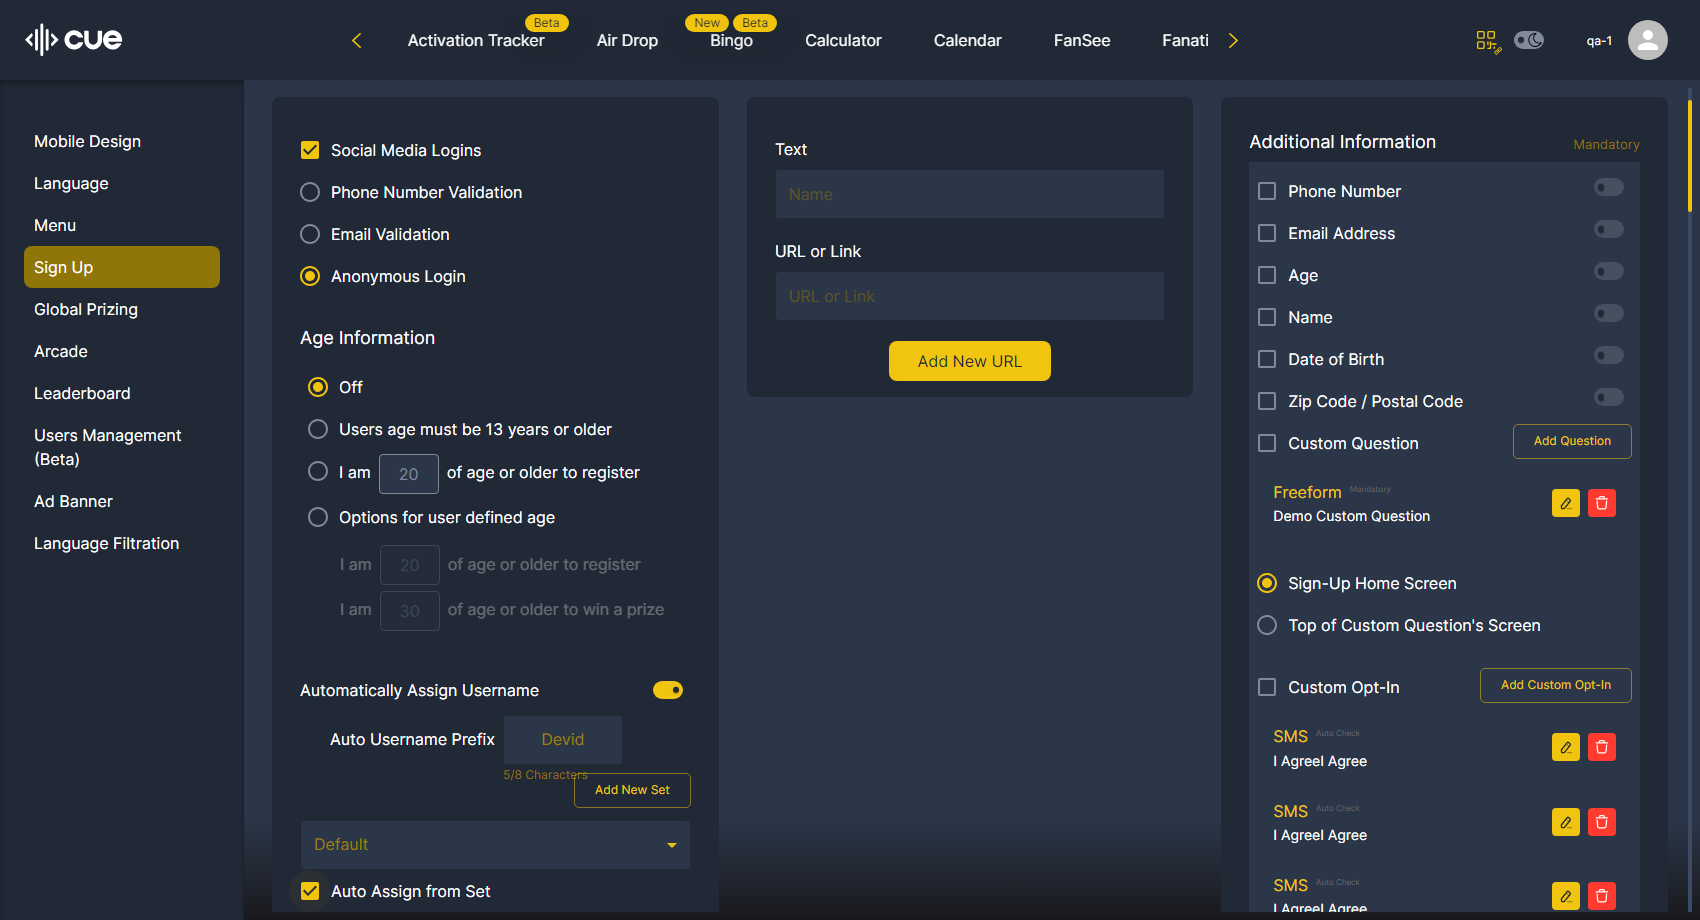 cue
Beta
New
Beta
Activation Tracker
Air Drop
Bingo
Calculator
Calendar
FanSee
Fanati
qa-1
Mobile Design
Language
Menu
Sign Up
Global Prizing
Arcade
Leaderboard
Users Management
(Beta)
Ad Banner
Language Filtration
Social Media Logins
Phone Number Validation
Email Validation
Anonymous Login
Age Information
Off
Users age must be 13 years or older
I am 20 of age or older to register
Options for user defined age
I am 20 of age or older to register
I am 30 of age or older to win a prize
Automatically Assign Username
Auto Username Prefix Devid
5/8 Characters
Add New Set
Default
Auto Assign from Set
Text
Name
URL or Link
URL or Link
Add New URL
Additional Information
Mandatory
Phone Number
Email Address
Age
Name
Date of Birth
Zip Code / Postal Code
Custom Question
Add Question
Freeform Mandatory
Demo Custom Question
Sign-Up Home Screen
Top of Custom Question's Screen
Custom Opt-In
Add Custom Opt-In
SMS Auto Check
I AgreeI Agree
SMS Auto Check
I AgreeI Agree
SMS Auto Check
I AgreeI Agree